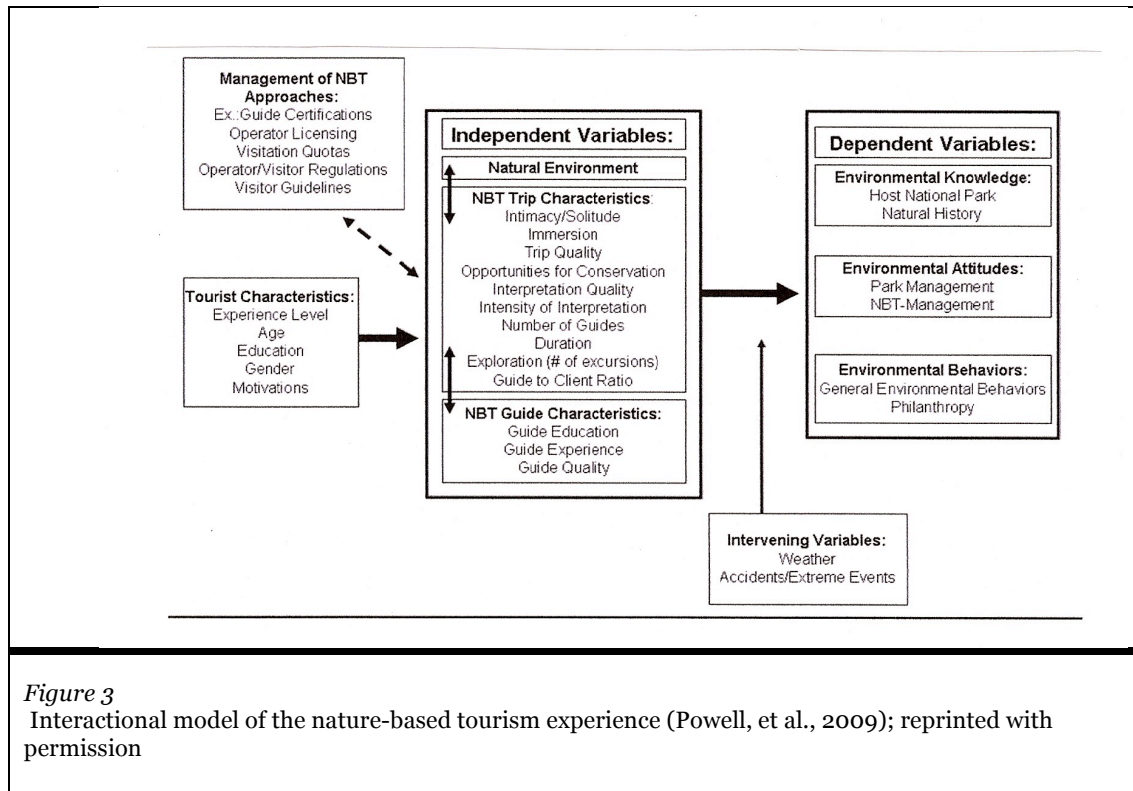 Management of NBT
Approaches:
Ex.:Guide Certifications
Operator Licensing
Visitation Quotas
Operator/Visitor Regulations
Visitor Guidelines
Tourist Characteristics:
Experience Level
Age
Education
Gender
Motivations
Independent Variables:
Natural Environment
NBT Trip Characteristics:
Intimacy/Solitude
Immersion
Trip Quality
Opportunities for Conservation
Interpretation Quality
Intensity of Interpretation
Number of Guides
Duration
Exploration (# of excursions)
Guide to Client Ratio
NBT Guide Characteristics:
Guide Education
Guide Experience
Guide Quality
Dependent Variables:
Environmental Knowledge:
Host National Park
Natural History
Environmental Attitudes:
Park Management
NBT-Management
Environmental Behaviors:
General Environmental Behaviors
Philanthropy
Intervening Variables:
Weather
Accidents/Extreme Events
Figure 3
Interactional model of the nature-based tourism experience (Powell, et al., 2009); reprinted with
permission